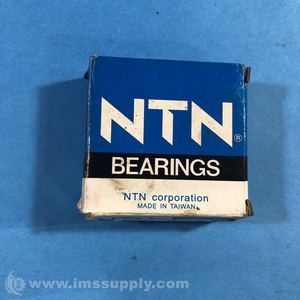 NTN®
BEARINGS
NTN corporation
MADE IN TAIWAN
© www.imssupply.com